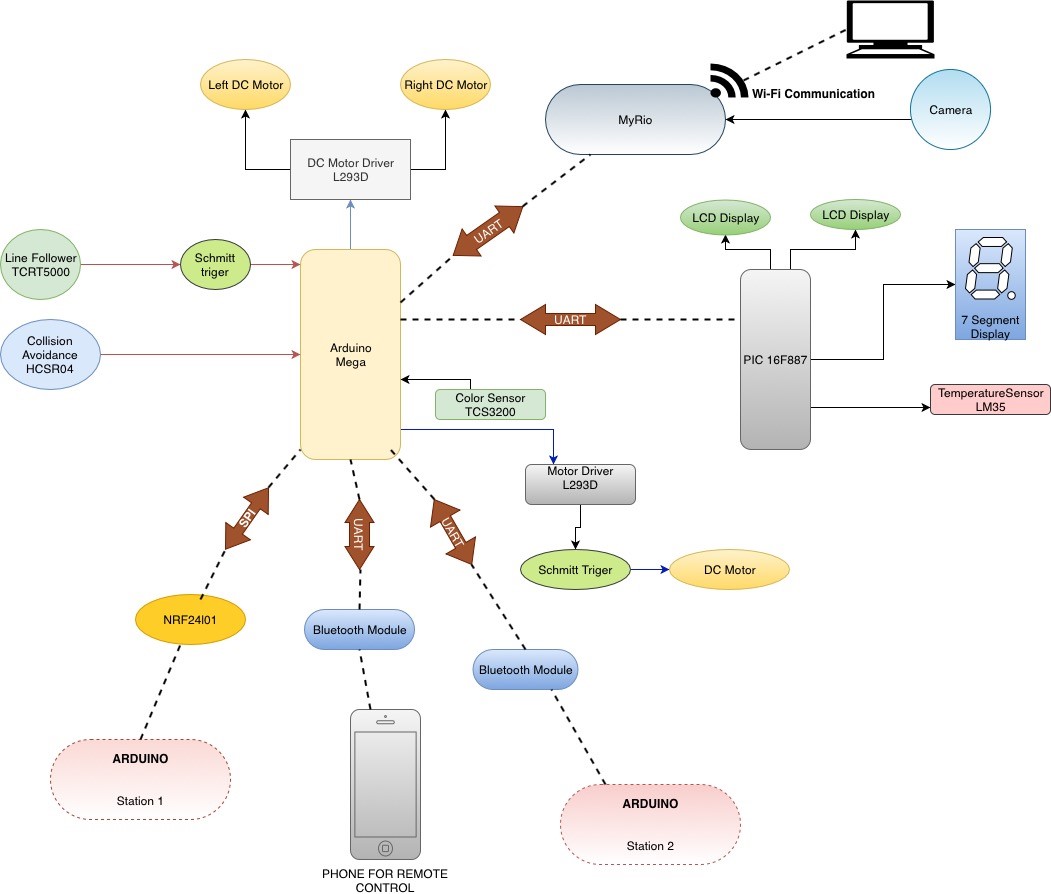 Left DC Motor
Right DC Motor
Wi-Fi Communication
MyRio
Camera
DC Motor Driver
L293D
UART
LCD Display
LCD Display
Line Follower
TCRT5000
Schmitt
triger
8.
7 Segment
Display
UART
Collision
Avoidance
HCSR04
Arduino
Mega
PIC 16F887
Color Sensor
TCS3200
TemperatureSensor
LM35
Motor Driver
L293D
SPI
UART
UART
Schmitt Triger
DC Motor
NRF24l01
Bluetooth Module
Bluetooth Module
ARDUINO
Station 1
ARDUINO
Station 2
PHONE FOR REMOTE
CONTROL